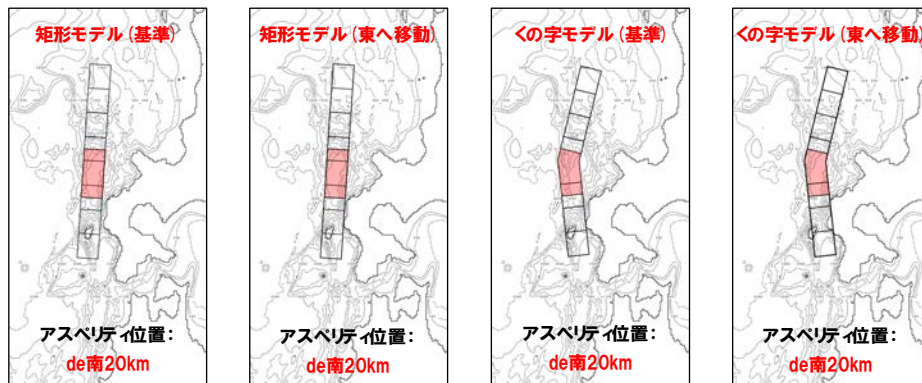 矩形モデル(基準)
アスペリティ位置:
de南20km
矩形モデル(東へ移動)
アスペリティ位置:
de南20km
くの字モデル(基準)
アスペリティ位置:
de南20km
くの字モデル(東へ移動)
アスペリティ位置:
de南20km